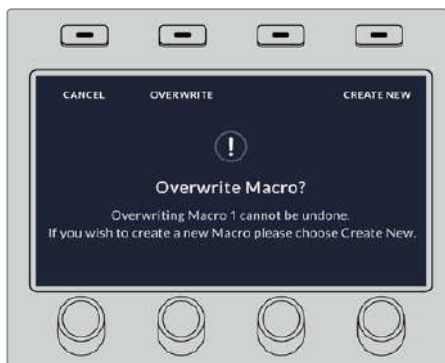 CANCEL OVERWRITE CREATE NEW
Overwrite Macro?
Overwriting Macro 1 cannot be undone.
If you wish to create a new Macro please choose Create New.